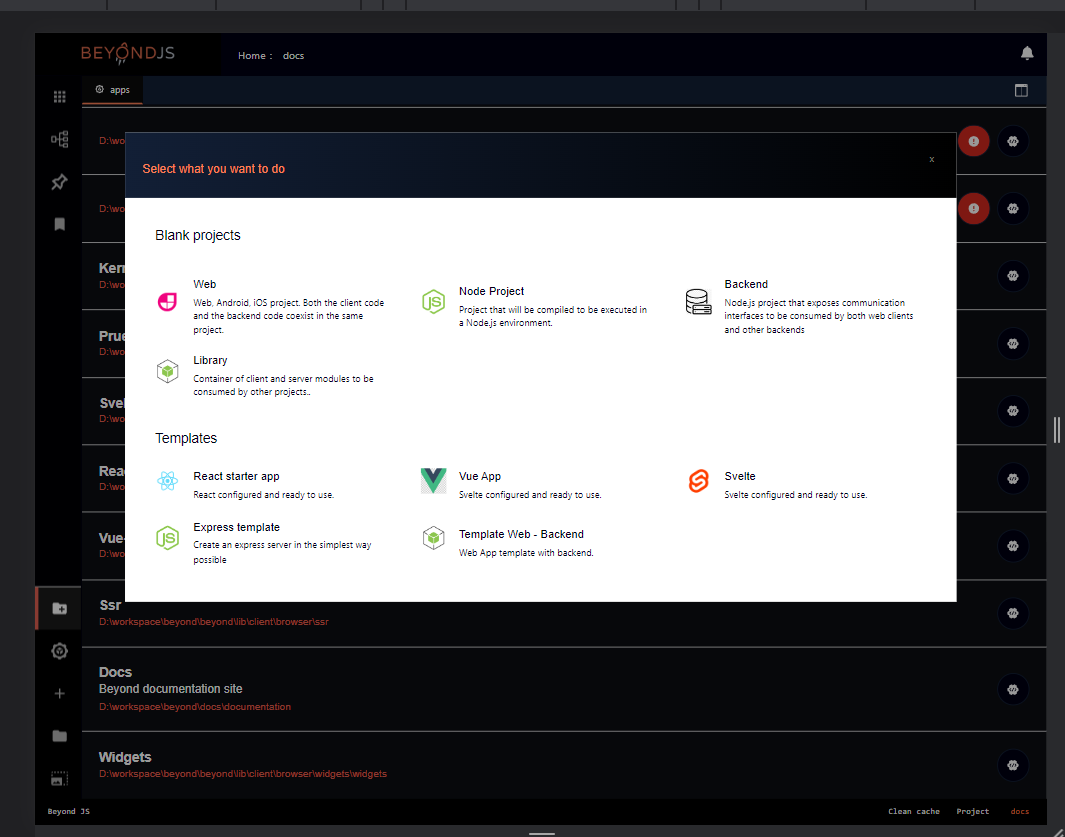 BEYONDJS
Home : docs
apps
D:\wo
Select what you want to do
x
D:\wo
Blank projects
Kern
D:\wo
Web
Web, Android, iOS project. Both the client code
and the backend code coexist in the same
project.
Node Project
Project that will be compiled to be executed in
a Node.js environment.
Backend
Node.js project that exposes communication
interfaces to be consumed by both web clients
and other backends
Prue
D:\wo
Library
Container of client and server modules to be
consumed by other projects..
Svel
D:\wo
Templates
Reac
D:\wo
React starter app
React configured and ready to use.
Vue App
Svelte configured and ready to use.
Svelte
Svelte configured and ready to use.
Vue-
D:\wo
Express template
Create an express server in the simplest way
possible
Template Web - Backend
Web App template with backend.
Ssr
D:\workspace\beyond\beyond\lib\client\browser\ssr
Docs
Beyond documentation site
D:\workspace\beyond\docs\documentation
Widgets
D:\workspace\beyond\beyond\lib\client\browser\widgets\widgets
Beyond JS
Clean cache Project docs